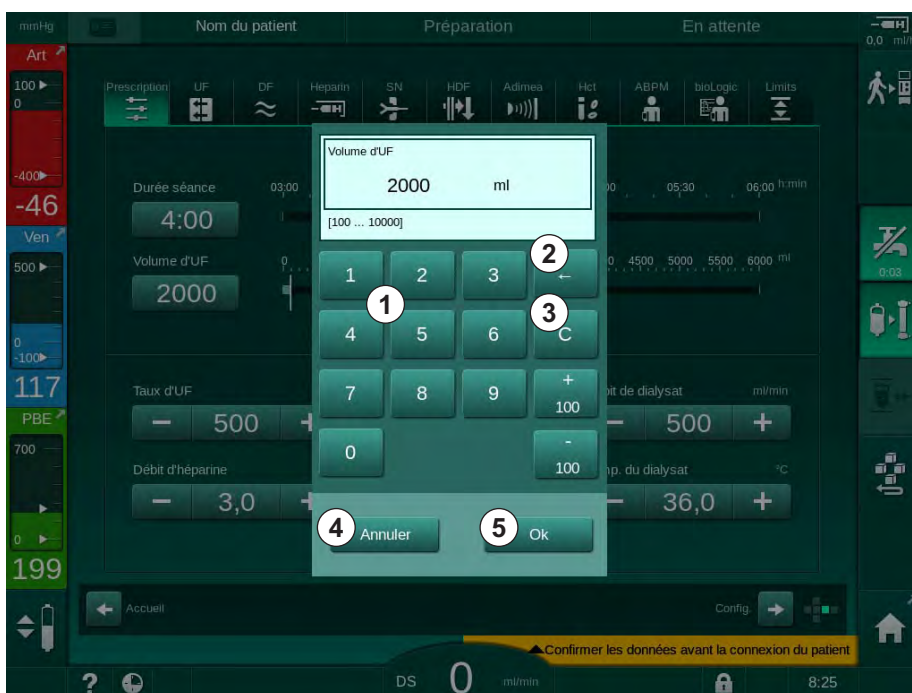 mmHg Nom du patient Préparation En attente
0,0 ml/h
Art
100
0
-400
-46
Ven
500
0
-100
117
PBE
700
0
199
Prescription UF DF Heparin SN HDF Adimea Hct ABPM bioLogic Limits
Durée séance 03:00 05:30 06:00 h:min
4:00
Volume d'UF 0 4500 5000 5500 6000 ml
2000
Taux d'UF
− 500 +
Débit d'héparine
− 3,0 +
Volume d'UF
2000 ml
[100 ... 10000]
1 2 3 ←
4 5 6 C
7 8 9 + 100
0 - 100
1
2
3
4 Annuler
5 Ok
de dialysat ml/min
− 500 +
du dialysat °C
36,0 +
0:03
Accueil Config.
Confirmer les données avant la connexion du patient
? DS 0 ml/min 8:25